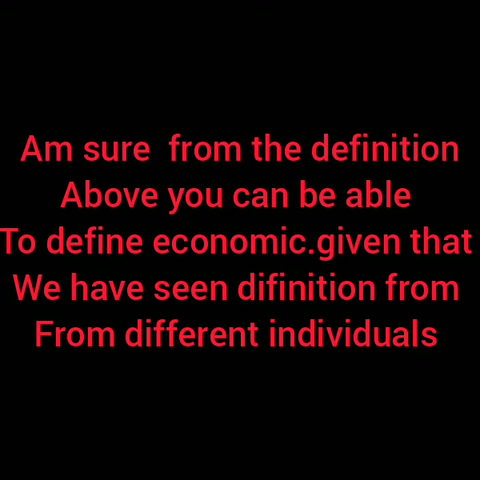 Am sure  from the definition
Above you can be able
To define economic.given that
We have seen difinition from
From different individuals